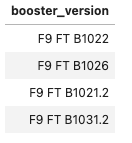 booster_version
F9 FT B1022
F9 FT B1026
F9 FT B1021.2
F9 FT B1031.2